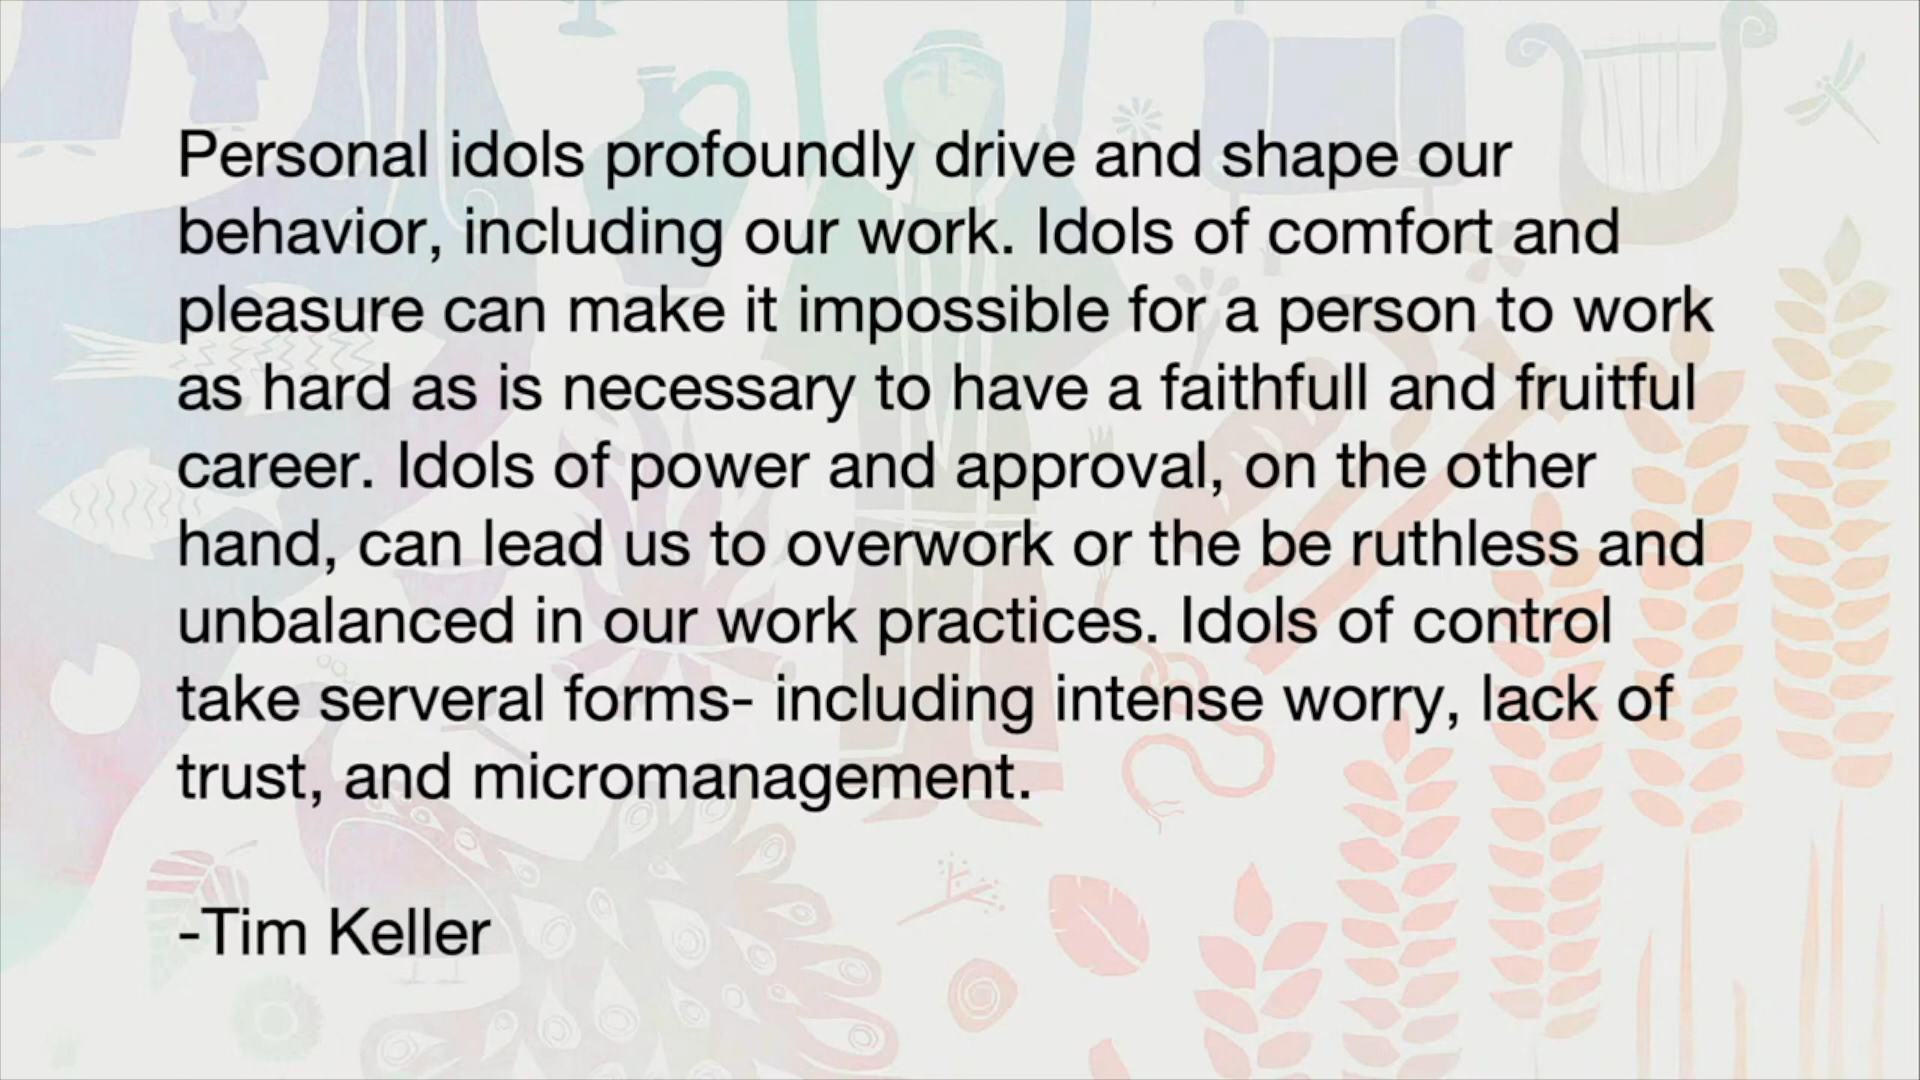 Personal idols profoundly drive and shape our
behavior, including our work. Idols of comfort and
pleasure can make it impossible for a person to work
as hard as is necessary to have a faithfull and fruitful
career. Idols of power and approval, on the other
hand, can lead us to overwork or the be ruthless and
unbalanced in our work practices. Idols of control
take serveral forms- including intense worry, lack of
trust, and micromanagement.
-Tim Keller